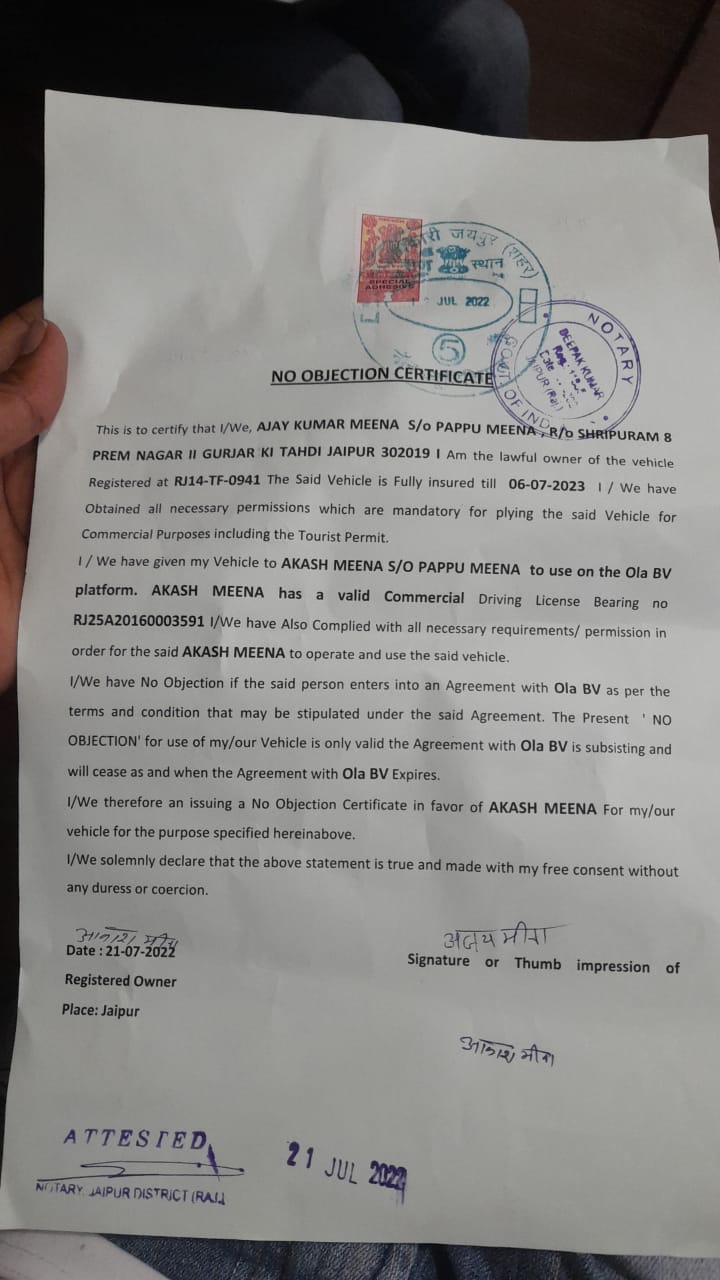 कारी जयपुर (शहर)
स्थान
SPECIAL
ADHESIVE
JUL 2022
5
NOTARY
DEEPAK KUMAR
JAIPUR (Raj.)
GOVT. OF IND
NO OBJECTION CERTIFICATE
This is to certify that I/We, AJAY KUMAR MEENA S/o PAPPU MEENA , R/o SHRIPURAM 8
PREM NAGAR II GURJAR KI TAHDI JAIPUR 302019 I Am the lawful owner of the vehicle
Registered at RJ14-TF-0941 The Said Vehicle is Fully insured till 06-07-2023 I / We have
Obtained all necessary permissions which are mandatory for plying the said Vehicle for
Commercial Purposes including the Tourist Permit.
I / We have given my Vehicle to AKASH MEENA S/O PAPPU MEENA to use on the Ola BV
platform. AKASH MEENA has a valid Commercial Driving License Bearing no
RJ25A20160003591 I/We have Also Complied with all necessary requirements/ permission in
order for the said AKASH MEENA to operate and use the said vehicle.
I/We have No Objection if the said person enters into an Agreement with Ola BV as per the
terms and condition that may be stipulated under the said Agreement. The Present ' NO
OBJECTION' for use of my/our Vehicle is only valid the Agreement with Ola BV is subsisting and
will cease as and when the Agreement with Ola BV Expires.
I/We therefore an issuing a No Objection Certificate in favor of AKASH MEENA For my/our
vehicle for the purpose specified hereinabove.
I/We solemnly declare that the above statement is true and made with my free consent without
any duress or coercion.
आकाश मीणा
अजय मीना
Date : 21-07-2022
Signature or Thumb impression of
Registered Owner
Place: Jaipur
आकाश मीना
ATTESTED
21 JUL 2022
NOTARY, JAIPUR DISTRICT (RAJ.)